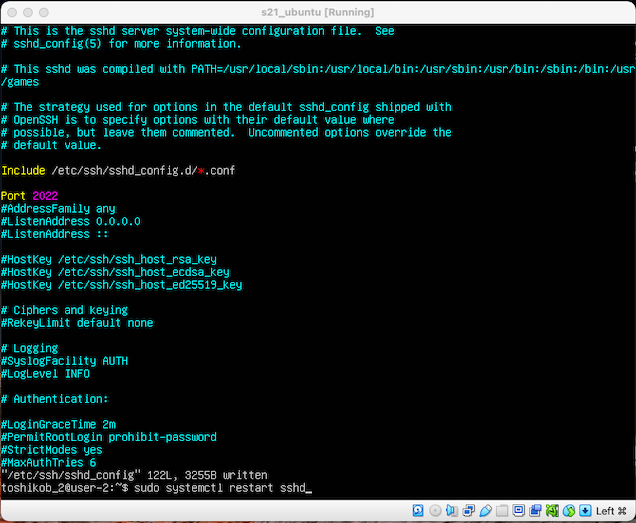 s21_ubuntu [Running]
# This is the sshd server system-wide configuration file.  See
# sshd_config(5) for more information.
# This sshd was compiled with PATH=/usr/local/sbin:/usr/local/bin:/usr/sbin:/usr/bin:/sbin:/bin:/usr
/games
# The strategy used for options in the default sshd_config shipped with
# OpenSSH is to specify options with their default value where
# possible, but leave them commented.  Uncommented options override the
# default value.
Include /etc/ssh/sshd_config.d/*.conf
Port 2022
#AddressFamily any
#ListenAddress 0.0.0.0
#ListenAddress ::
#HostKey /etc/ssh/ssh_host_rsa_key
#HostKey /etc/ssh/ssh_host_ecdsa_key
#HostKey /etc/ssh/ssh_host_ed25519_key
# Ciphers and keying
#RekeyLimit default none
# Logging
#SyslogFacility AUTH
#LogLevel INFO
# Authentication:
#LoginGraceTime 2m
#PermitRootLogin prohibit-password
#StrictModes yes
#MaxAuthTries 6
"/etc/ssh/sshd_config" 122L, 3255B written
toshikob_2@user-2:~$ sudo systemctl restart sshd_
Left ⌘